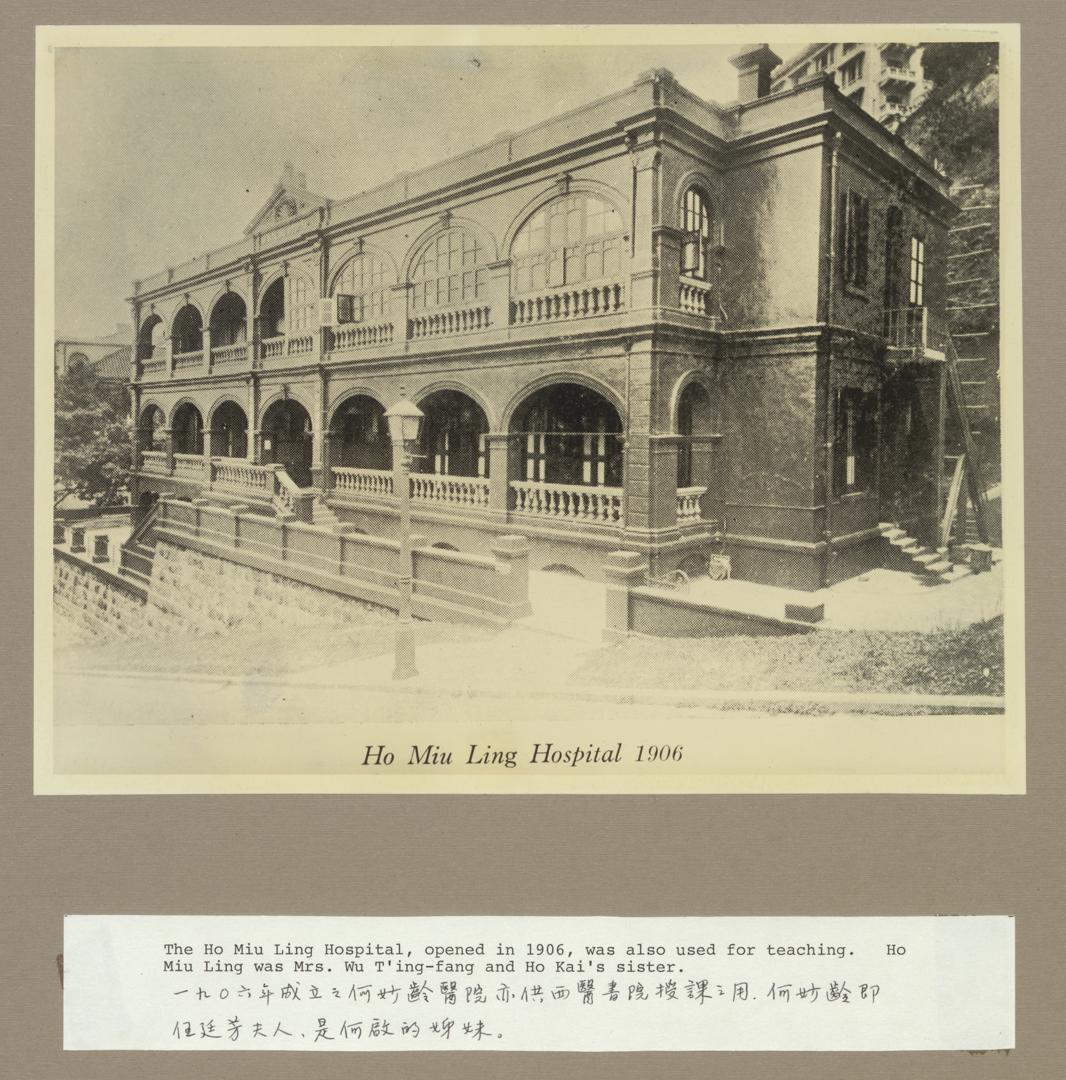 Ho Miu Ling Hospital 1906
The Ho Miu Ling Hospital, opened in 1906, was also used for teaching. Ho
Miu Ling was Mrs. Wu T'ing-fang and Ho Kai's sister.
一九〇六年成立之何妙齡醫院亦供西醫書院授課之用. 何妙齡即
伍廷芳夫人、是何啟的姊妹。